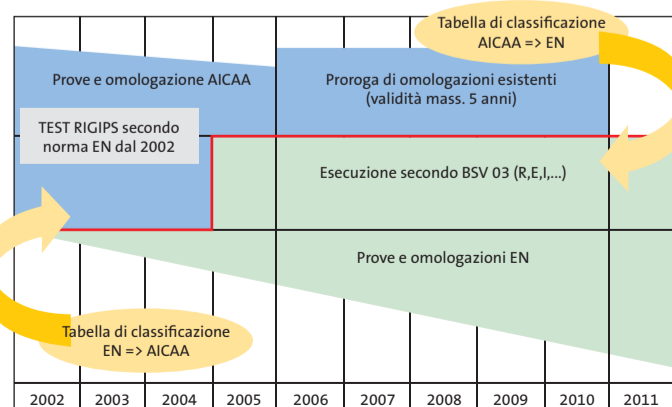 Tabella di classificazione
AICAA => EN
Prove e omologazione AICAA
Proroga di omologazioni esistenti
(validità mass. 5 anni)
TEST RIGIPS secondo
norma EN dal 2002
Esecuzione secondo BSV 03 (R,E,I,...)
Prove e omologazioni EN
Tabella di classificazione
EN => AICAA
2002 2003 2004 2005 2006 2007 2008 2009 2010 2011